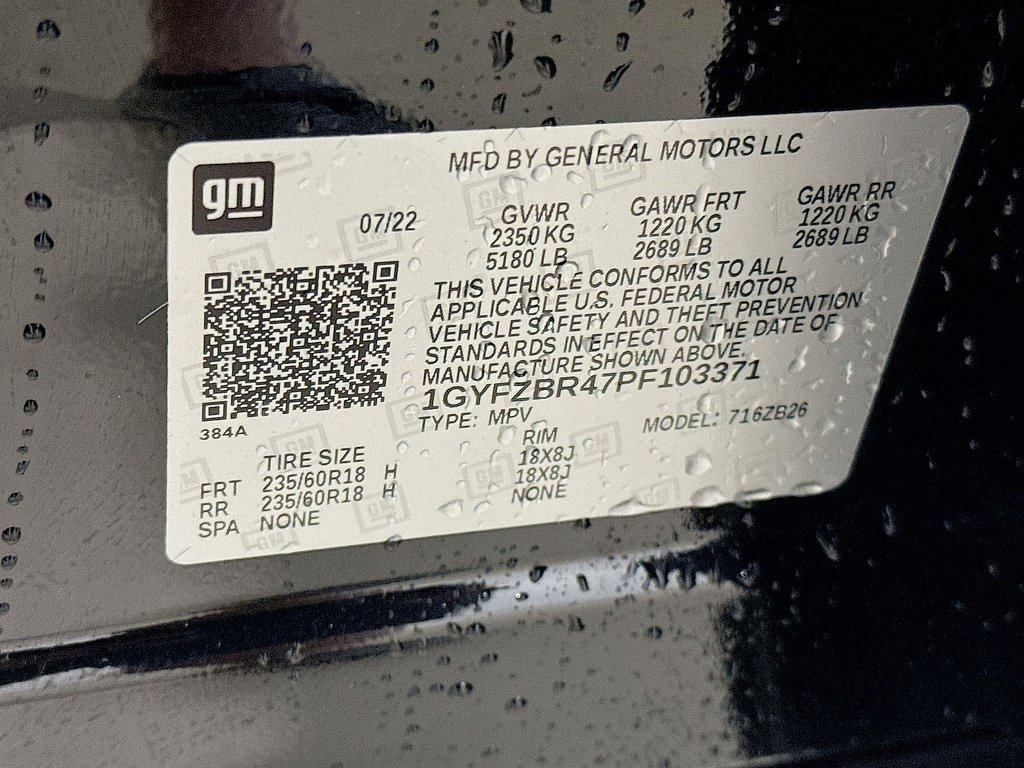 gm
MFD BY GENERAL MOTORS LLC
07/22
GVWR
2350 KG
5180 LB
GAWR FRT
1220 KG
2689 LB
GAWR RR
1220 KG
2689 LB
THIS VEHICLE CONFORMS TO ALL
APPLICABLE U.S. FEDERAL MOTOR
VEHICLE SAFETY AND THEFT PREVENTION
STANDARDS IN EFFECT ON THE DATE OF
MANUFACTURE SHOWN ABOVE.
1GYFZBR47PF103371
TYPE: MPV
MODEL: 716ZB26
384A
TIRE SIZE RIM
FRT 235/60R18 H 18X8J
RR 235/60R18 H 18X8J
SPA NONE NONE